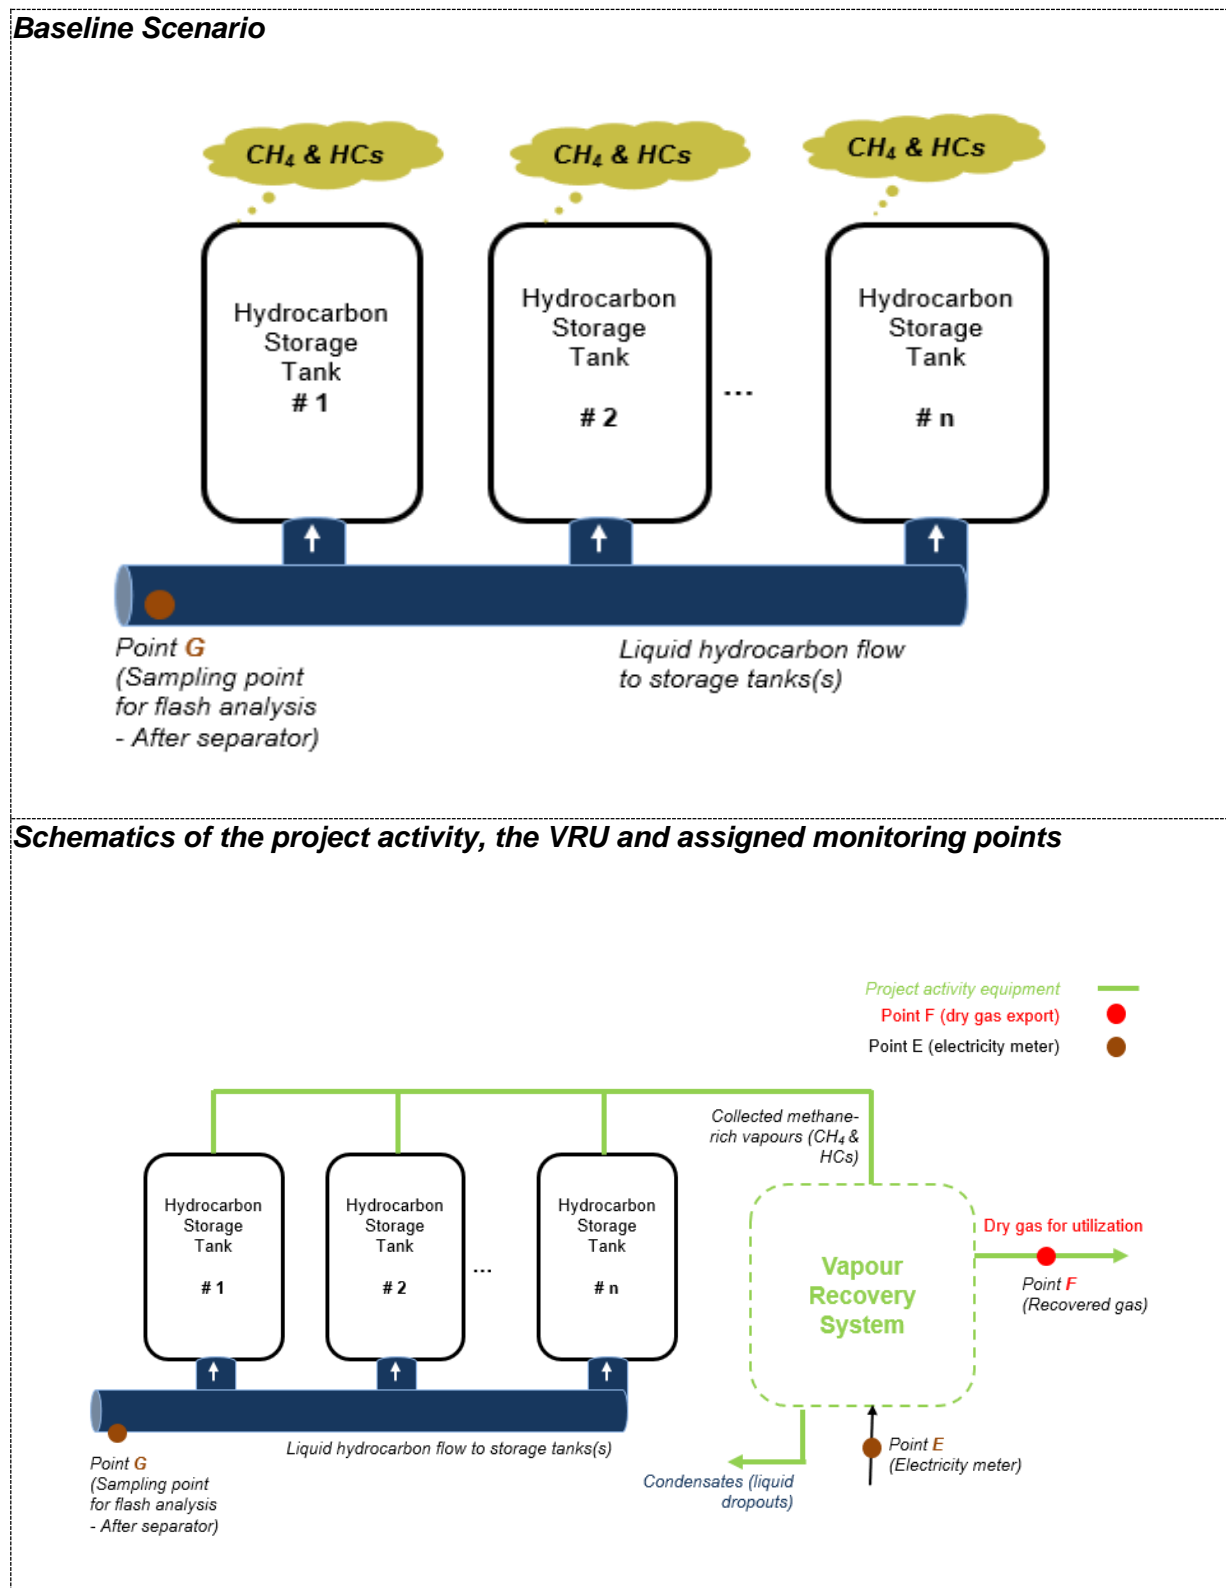 Baseline Scenario
CH₄ & HCs
CH₄ & HCs
CH₄ & HCs
Hydrocarbon
Storage
Tank
# 1
Hydrocarbon
Storage
Tank
# 2
...
Hydrocarbon
Storage
Tank
# n
Point G
(Sampling point
for flash analysis
- After separator)
Liquid hydrocarbon flow
to storage tanks(s)
Schematics of the project activity, the VRU and assigned monitoring points
Project activity equipment
Point F (dry gas export)
Point E (electricity meter)
Collected methane-
rich vapours (CH₄ &
HCs)
Hydrocarbon
Storage
Tank
# 1
Hydrocarbon
Storage
Tank
# 2
...
Hydrocarbon
Storage
Tank
# n
Vapour
Recovery
System
Dry gas for utilization
Point F
(Recovered gas)
Point G
(Sampling point
for flash analysis
- After separator)
Liquid hydrocarbon flow to storage tanks(s)
Condensates (liquid
dropouts)
Point E
(Electricity meter)